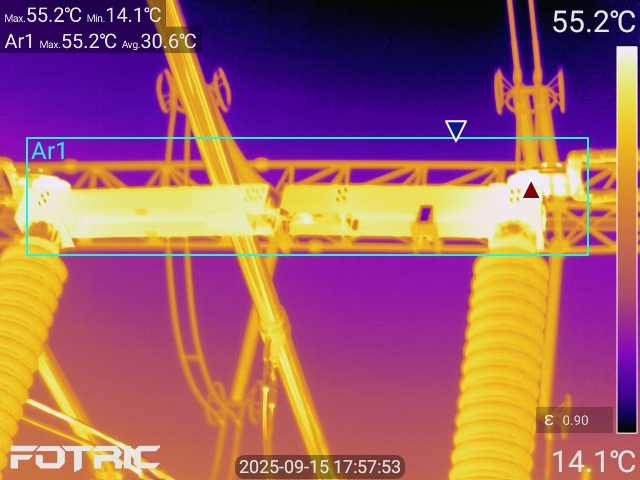 Max.55.2℃ Min.14.1℃
Ar1 Max.55.2℃ Avg.30.6℃
55.2℃
Ar1
ε 0.90
FOTRIC
2025-09-15 17:57:53
14.1℃